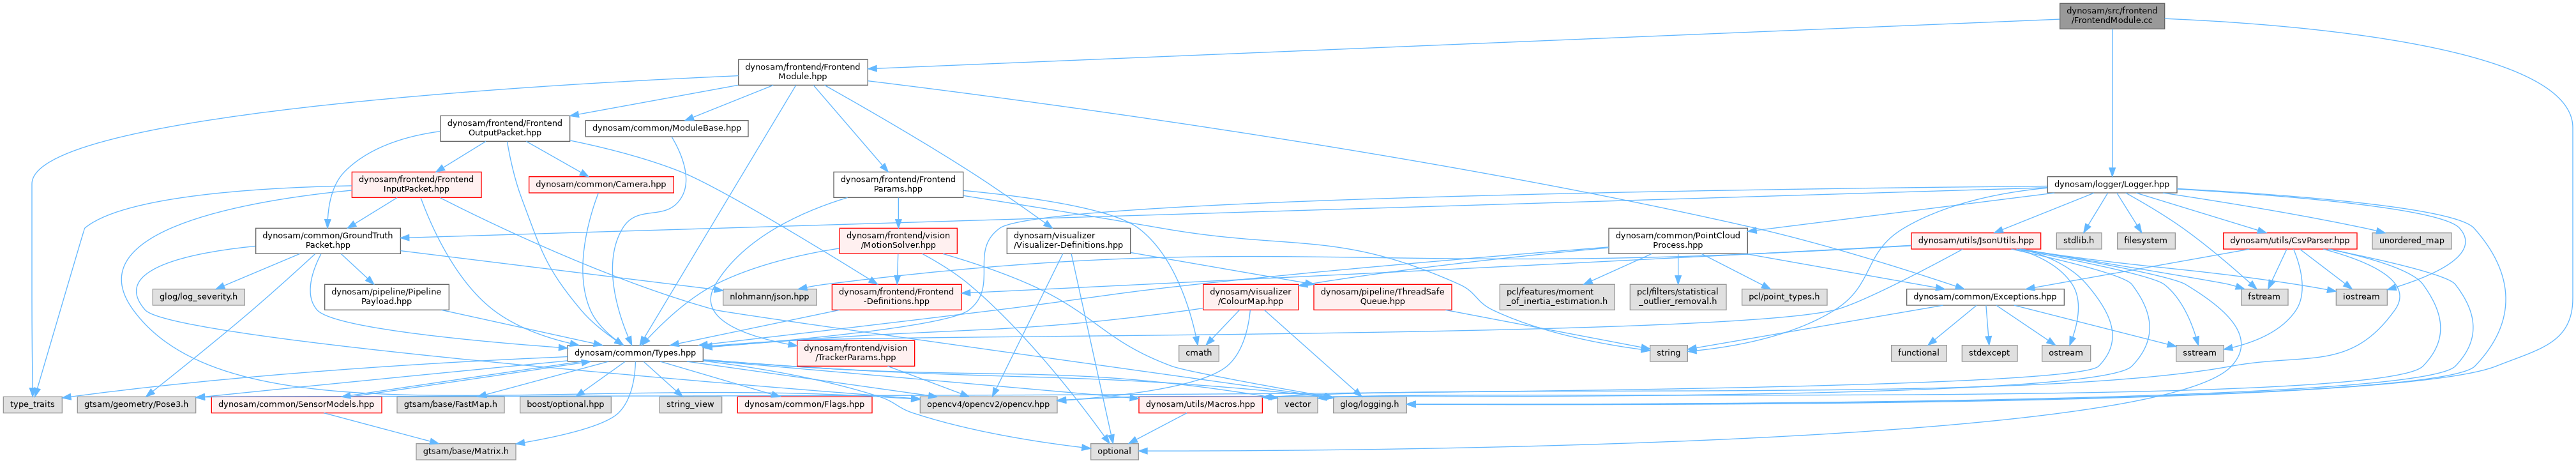 dynosam/src/frontend
/FrontendModule.cc
dynosam/frontend/Frontend
Module.hpp
dynosam/frontend/Frontend
OutputPacket.hpp
dynosam/common/ModuleBase.hpp
dynosam/frontend/Frontend
InputPacket.hpp
dynosam/common/Camera.hpp
dynosam/frontend/Frontend
Params.hpp
dynosam/logger/Logger.hpp
dynosam/common/GroundTruth
Packet.hpp
dynosam/frontend/vision
/MotionSolver.hpp
dynosam/visualizer
/Visualizer-Definitions.hpp
dynosam/common/PointCloud
Process.hpp
dynosam/utils/JsonUtils.hpp
stdlib.h
filesystem
dynosam/utils/CsvParser.hpp
unordered_map
glog/log_severity.h
dynosam/pipeline/Pipeline
Payload.hpp
nlohmann/json.hpp
dynosam/frontend/Frontend
-Definitions.hpp
dynosam/visualizer
/ColourMap.hpp
dynosam/pipeline/ThreadSafe
Queue.hpp
pcl/features/moment
_of_inertia_estimation.h
pcl/filters/statistical
_outlier_removal.h
pcl/point_types.h
dynosam/common/Exceptions.hpp
fstream
iostream
dynosam/common/Types.hpp
dynosam/frontend/vision
/TrackerParams.hpp
cmath
string
functional
stdexcept
ostream
sstream
type_traits
gtsam/geometry/Pose3.h
dynosam/common/SensorModels.hpp
gtsam/base/FastMap.h
boost/optional.hpp
string_view
dynosam/common/Flags.hpp
opencv4/opencv2/opencv.hpp
dynosam/utils/Macros.hpp
vector
glog/logging.h
gtsam/base/Matrix.h
optional